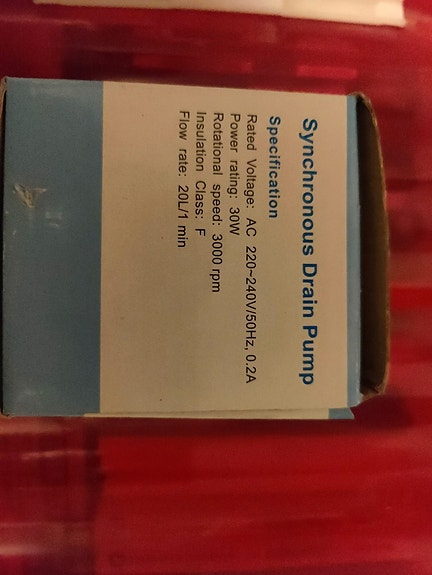 Synchronous Drain Pump
Specification
Rated Voltage: AC 220~240V/50Hz, 0.2A
Power rating: 30W
Rotational speed: 3000 rpm
Insulation Class: F
Flow rate: 20L/1 min